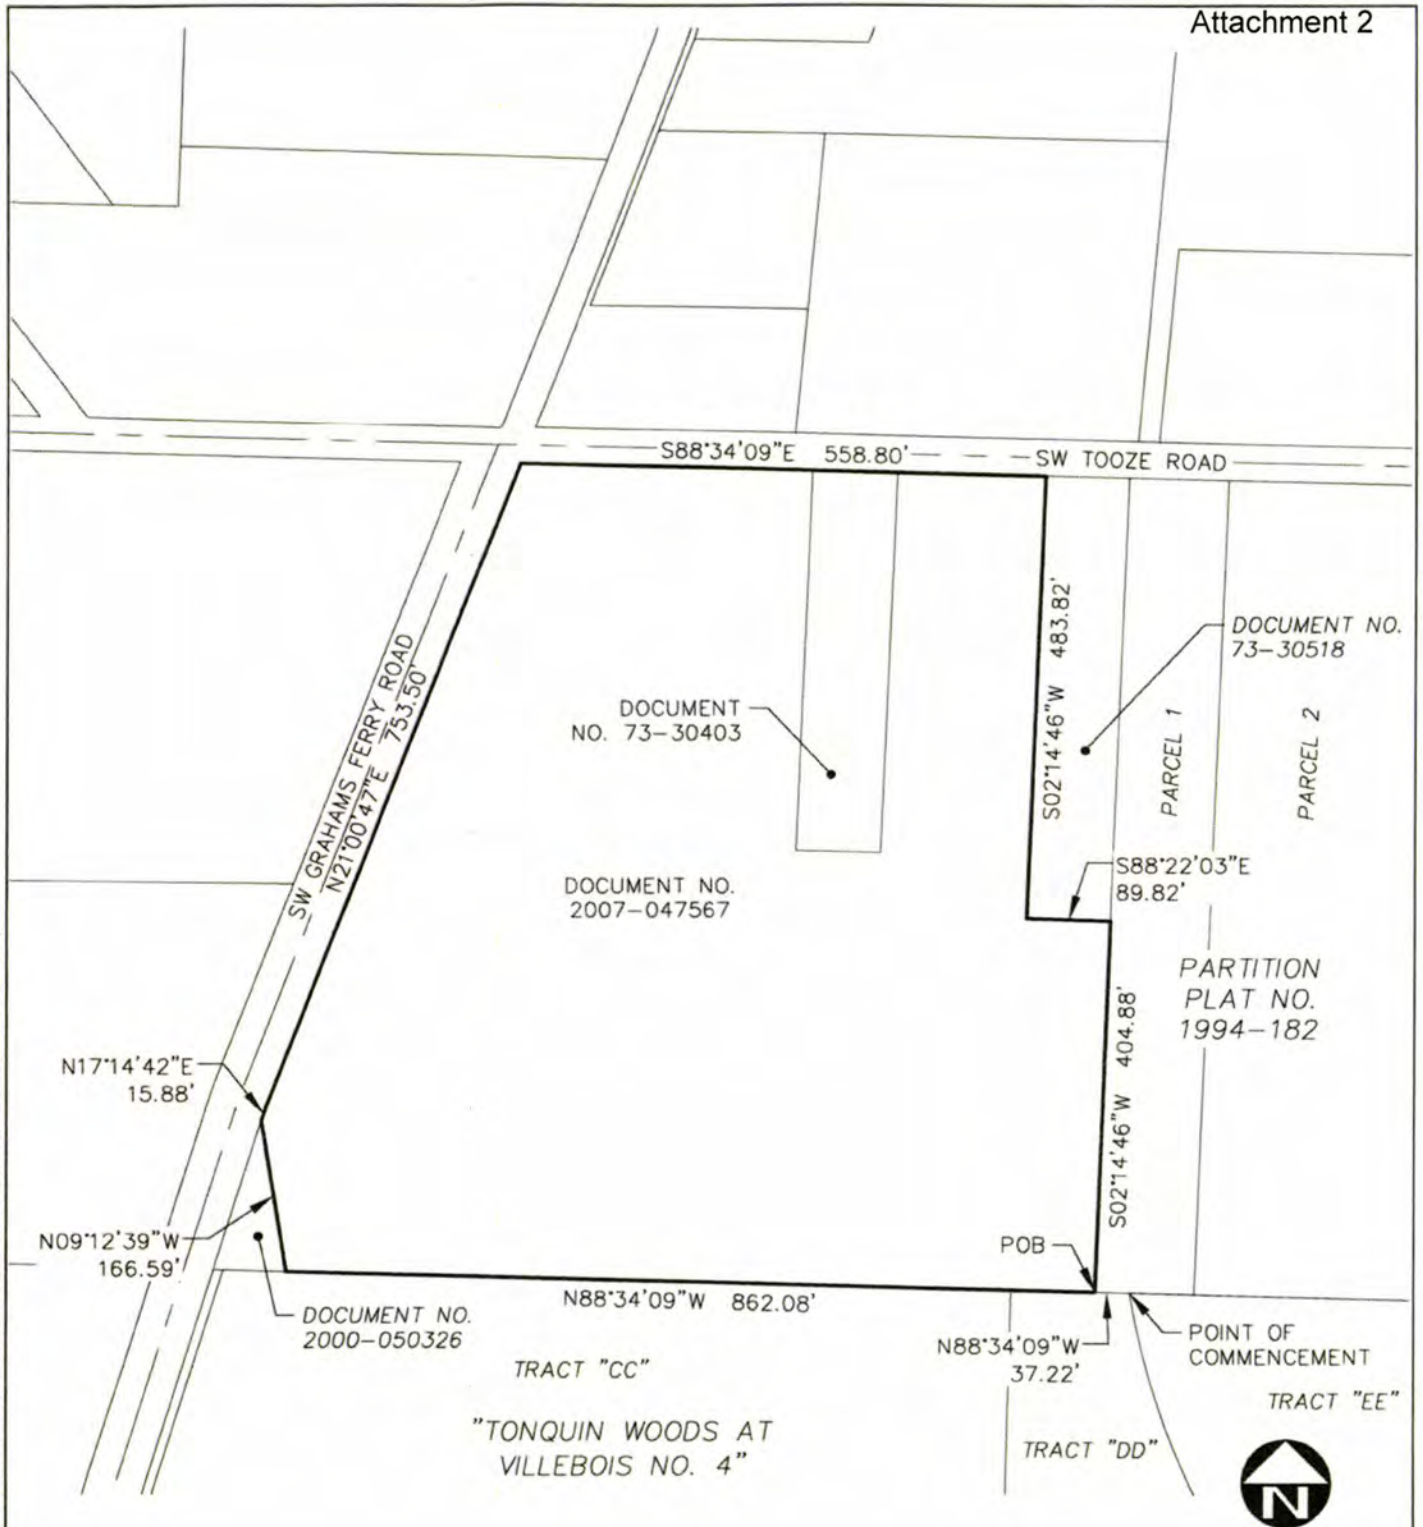 Attachment 2
S88°34'09"E 558.80'
SW TOOZE ROAD
SW GRAHAMS FERRY ROAD
N21°00'47"E 753.50'
S02°14'46"W 483.82'
DOCUMENT NO.
73-30518
DOCUMENT
NO. 73-30403
PARCEL 1
PARCEL 2
S88°22'03"E
89.82'
DOCUMENT NO.
2007-047567
PARTITION
PLAT NO.
1994-182
S02°14'46"W 404.88'
N17°14'42"E
15.88'
N09°12'39"W
166.59'
POB
N88°34'09"W 862.08'
DOCUMENT NO.
2000-050326
N88°34'09"W
37.22'
POINT OF
COMMENCEMENT
TRACT "CC"
TRACT "EE"
"TONQUIN WOODS AT
VILLEBOIS NO. 4"
TRACT "DD"
N